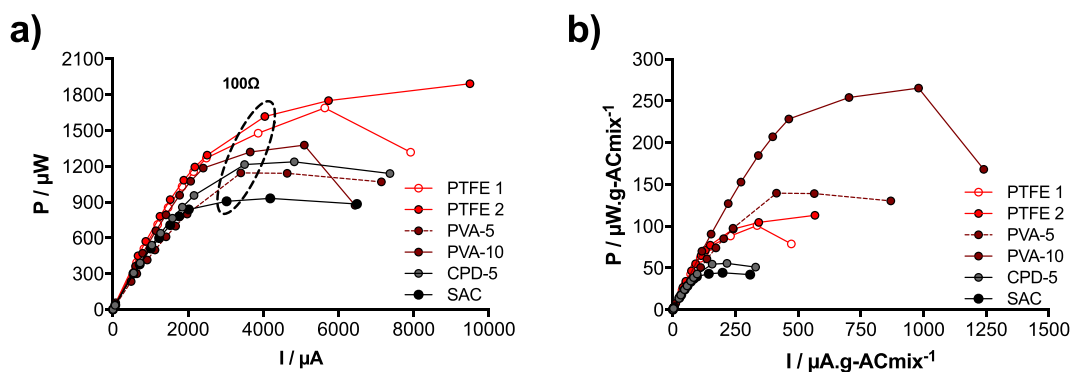 a)
P / µW
2100
1800
1500
1200
900
600
300
0
0
2000
4000
6000
8000
10000
I / µA
100Ω
PTFE 1
PTFE 2
PVA-5
PVA-10
CPD-5
SAC
b)
P / µW.g-ACmix⁻¹
300
250
200
150
100
50
0
0
250
500
750
1000
1250
1500
I / µA.g-ACmix⁻¹
PTFE 1
PTFE 2
PVA-5
PVA-10
CPD-5
SAC